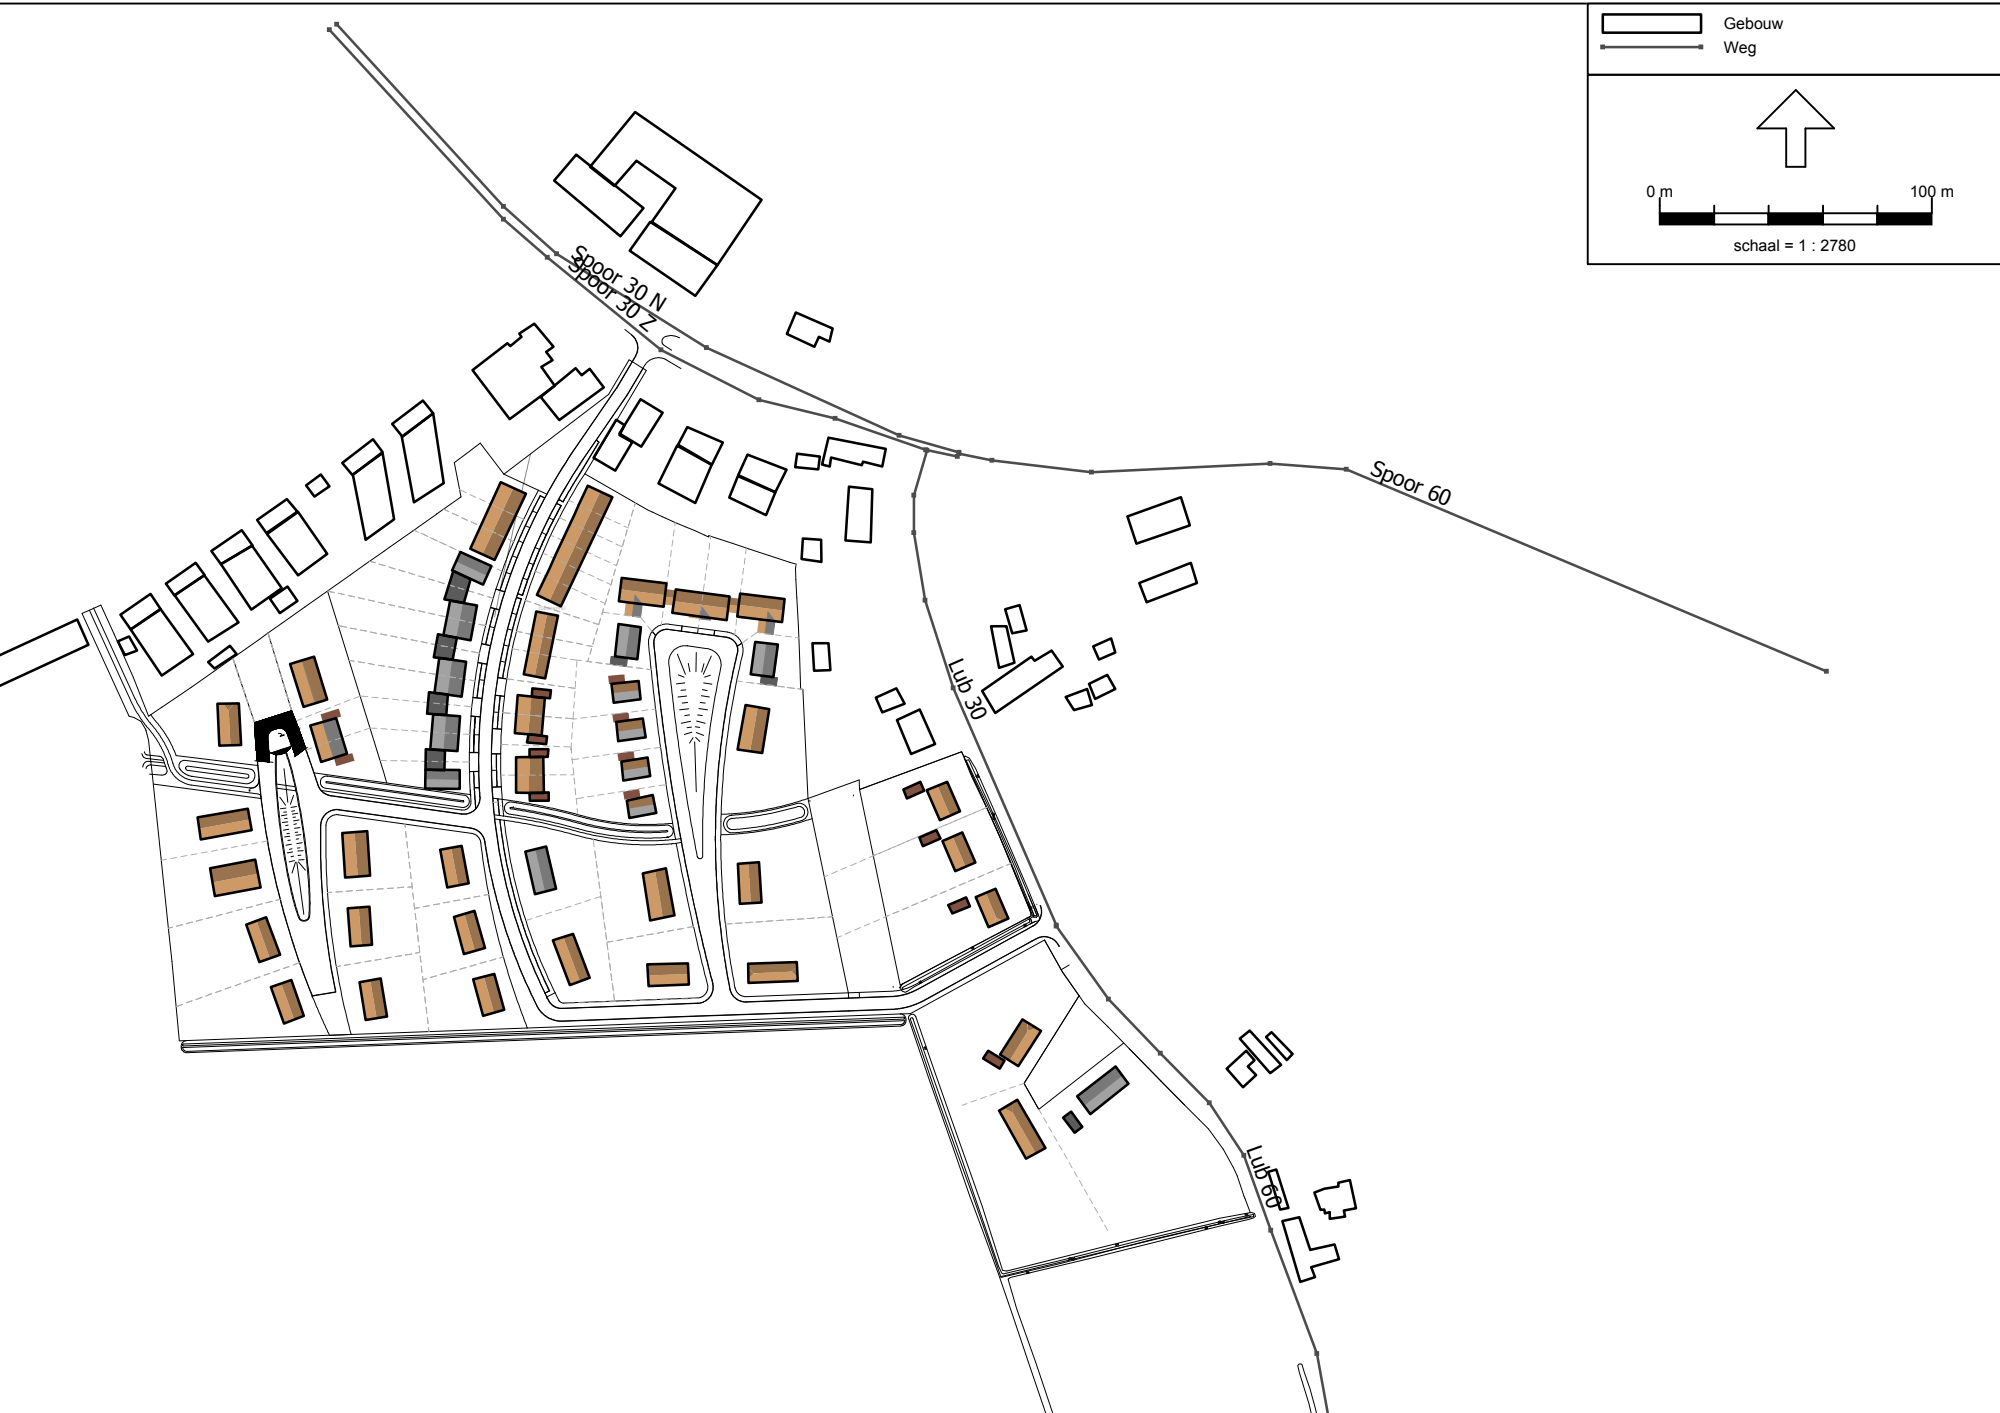 Gebouw
Weg
0 m 100 m
schaal = 1 : 2780
Spoor 30 N
Spoor 30 Z
Spoor 60
Lub 30
Lub 60